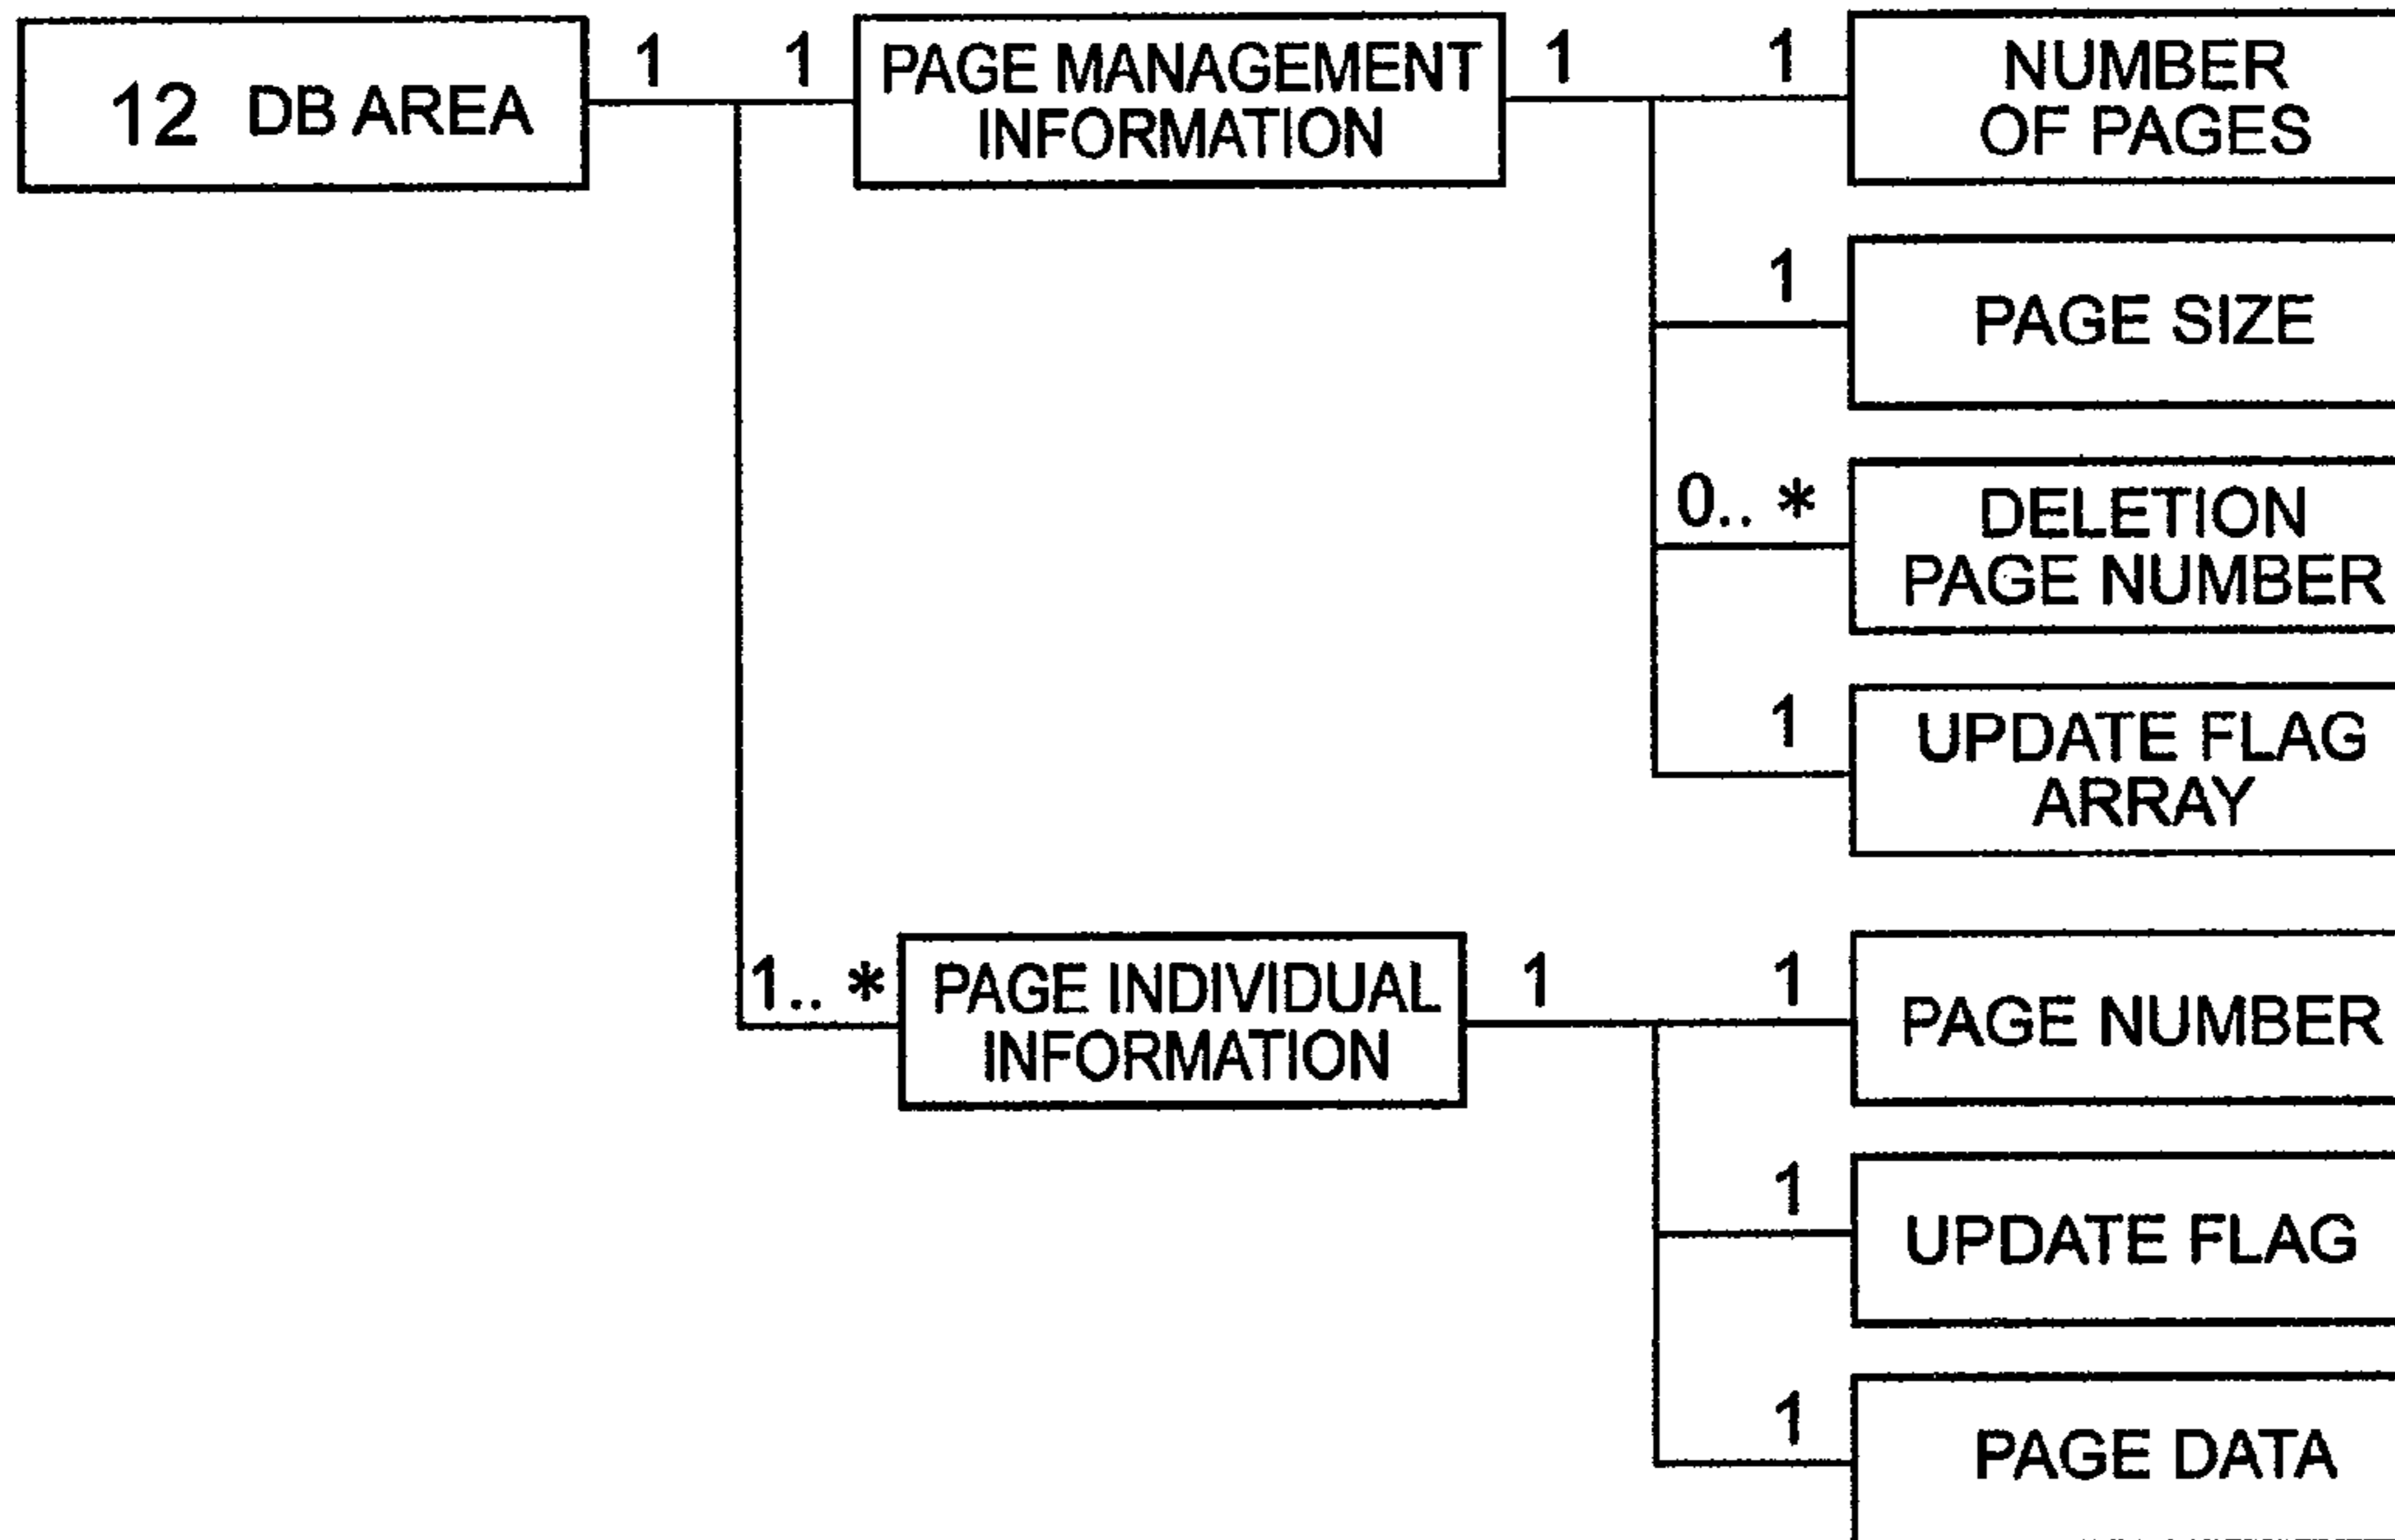 12 DB AREA
1
1
PAGE MANAGEMENT
INFORMATION
1
1
NUMBER
OF PAGES
1
PAGE SIZE
0.. *
DELETION
PAGE NUMBER
1
UPDATE FLAG
ARRAY
1.. *
PAGE INDIVIDUAL
INFORMATION
1
1
PAGE NUMBER
1
UPDATE FLAG
1
PAGE DATA